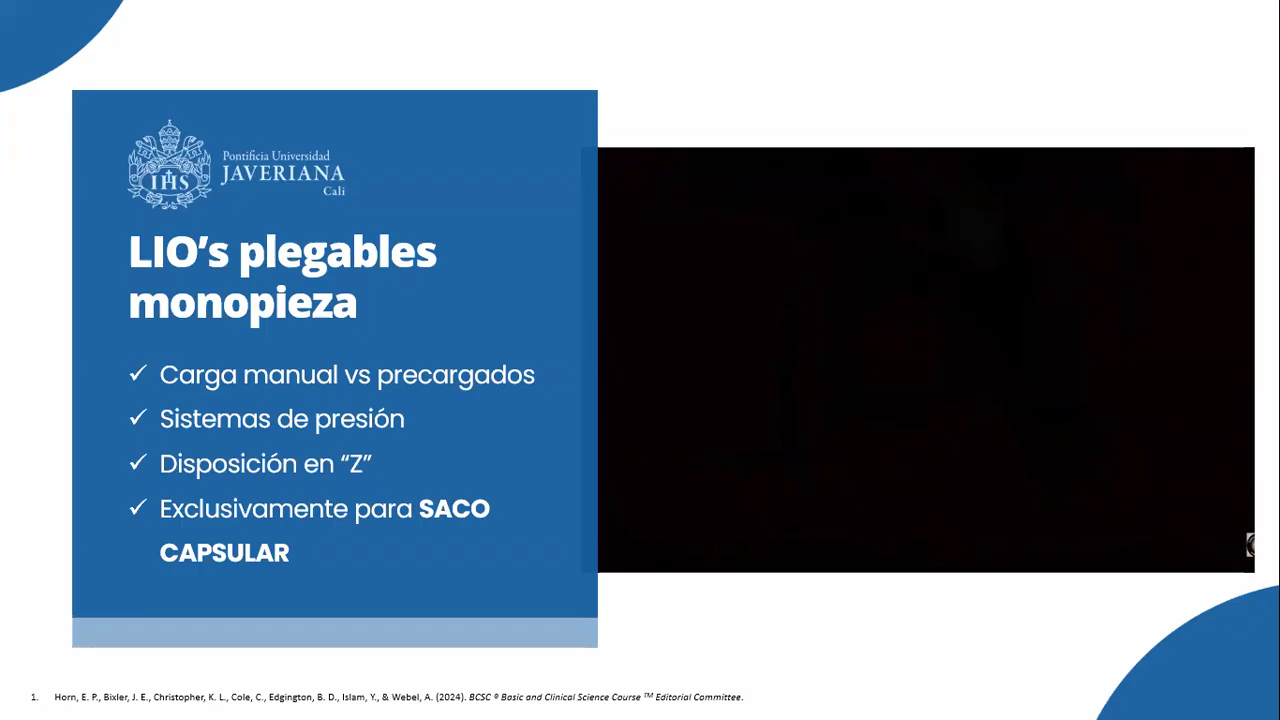 Pontificia Universidad
JAVERIANA
Cali
IHS
LIO’s plegables
monopieza
✓ Carga manual vs precargados
✓ Sistemas de presión
✓ Disposición en “Z”
✓ Exclusivamente para SACO
CAPSULAR
1. Horn, E. P., Bixler, J. E., Christopher, K. L., Cole, C., Edgington, B. D., Islam, Y., & Webel, A. (2024). BCSC ® Basic and Clinical Science Course ™ Editorial Committee.